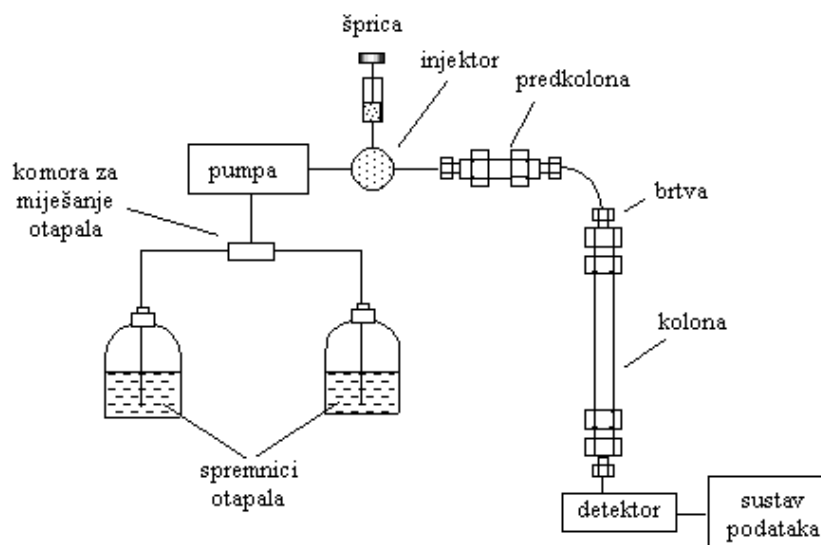 šprica
injektor
predkolona
komora za
miješanje
otapala
pumpa
brtva
kolona
spremnici
otapala
detektor
sustav
podataka